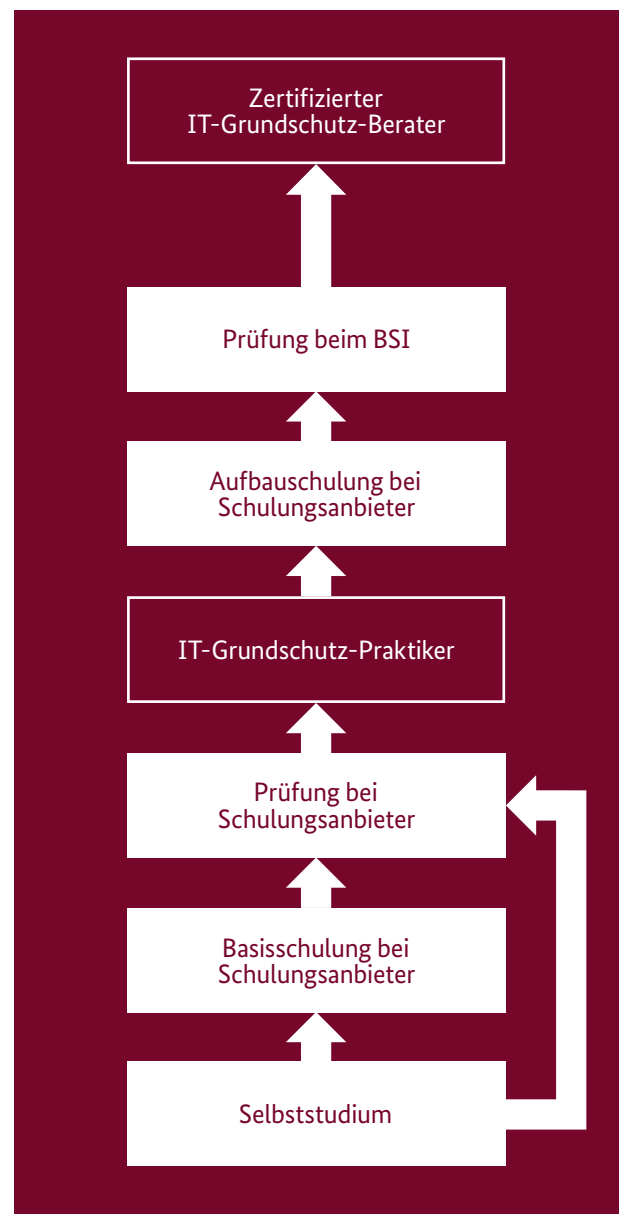 Zertifizierter
IT-Grundschutz-Berater
Prüfung beim BSI
Aufbauschulung bei
Schulungsanbieter
IT-Grundschutz-Praktiker
Prüfung bei
Schulungsanbieter
Basisschulung bei
Schulungsanbieter
Selbststudium